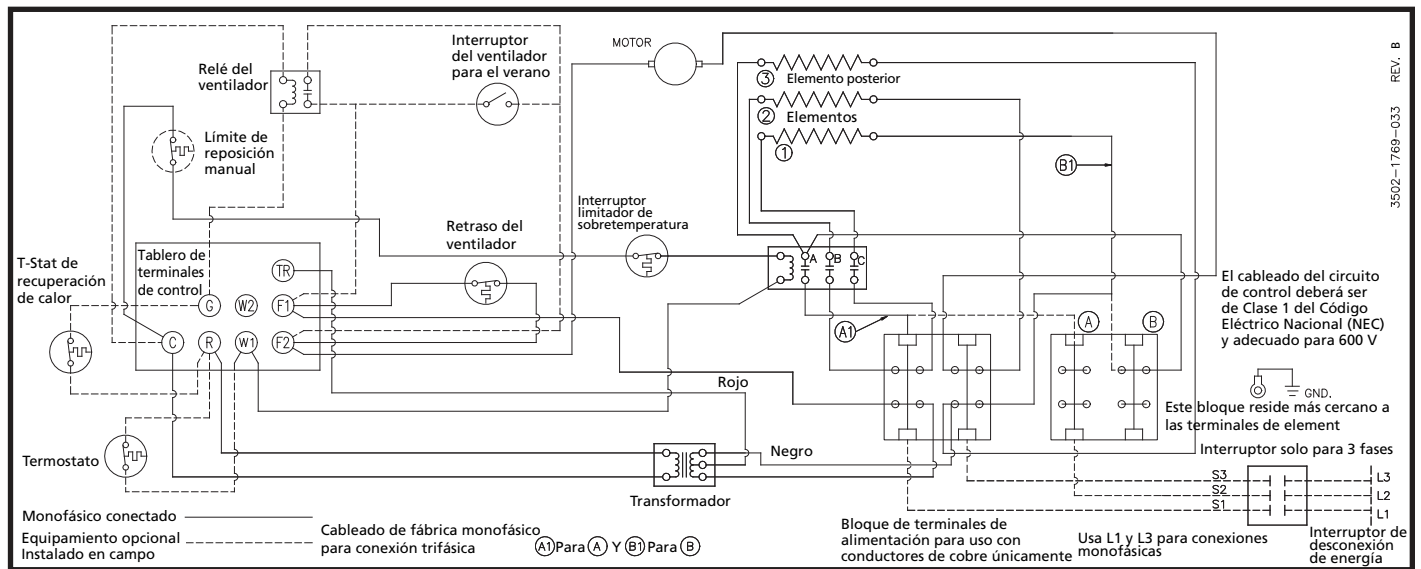 MOTOR
Interruptor
del ventilador
para el verano
Relé del
ventilador
3
Elemento posterior
2
Elementos
1
Límite de
reposición
manual
B1
3502-1769-033 REV. B
Interruptor
limitador de
sobretemperatura
Retraso del
ventilador
Tablero de
terminales
de control
T-Stat de
recuperación
de calor
TR
G
W2
F1
C
R
W1
F2
A
B
C
A1
A
B
El cableado del circuito
de control deberá ser
de Clase 1 del Código
Eléctrico Nacional (NEC)
y adecuado para 600 V
GND.
Este bloque reside más cercano a
las terminales de element
Rojo
Negro
Termostato
Transformador
Interruptor solo para 3 fases
S3
S2
S1
L3
L2
L1
Monofásico conectado
Equipamiento opcional
Instalado en campo
Cableado de fábrica monofásico
para conexión trifásica
A1 Para A Y B1 Para B
Bloque de terminales de
alimentación para uso con
conductores de cobre únicamente
Usa L1 y L3 para conexiones
monofásicas
Interruptor de
desconexión
de energía